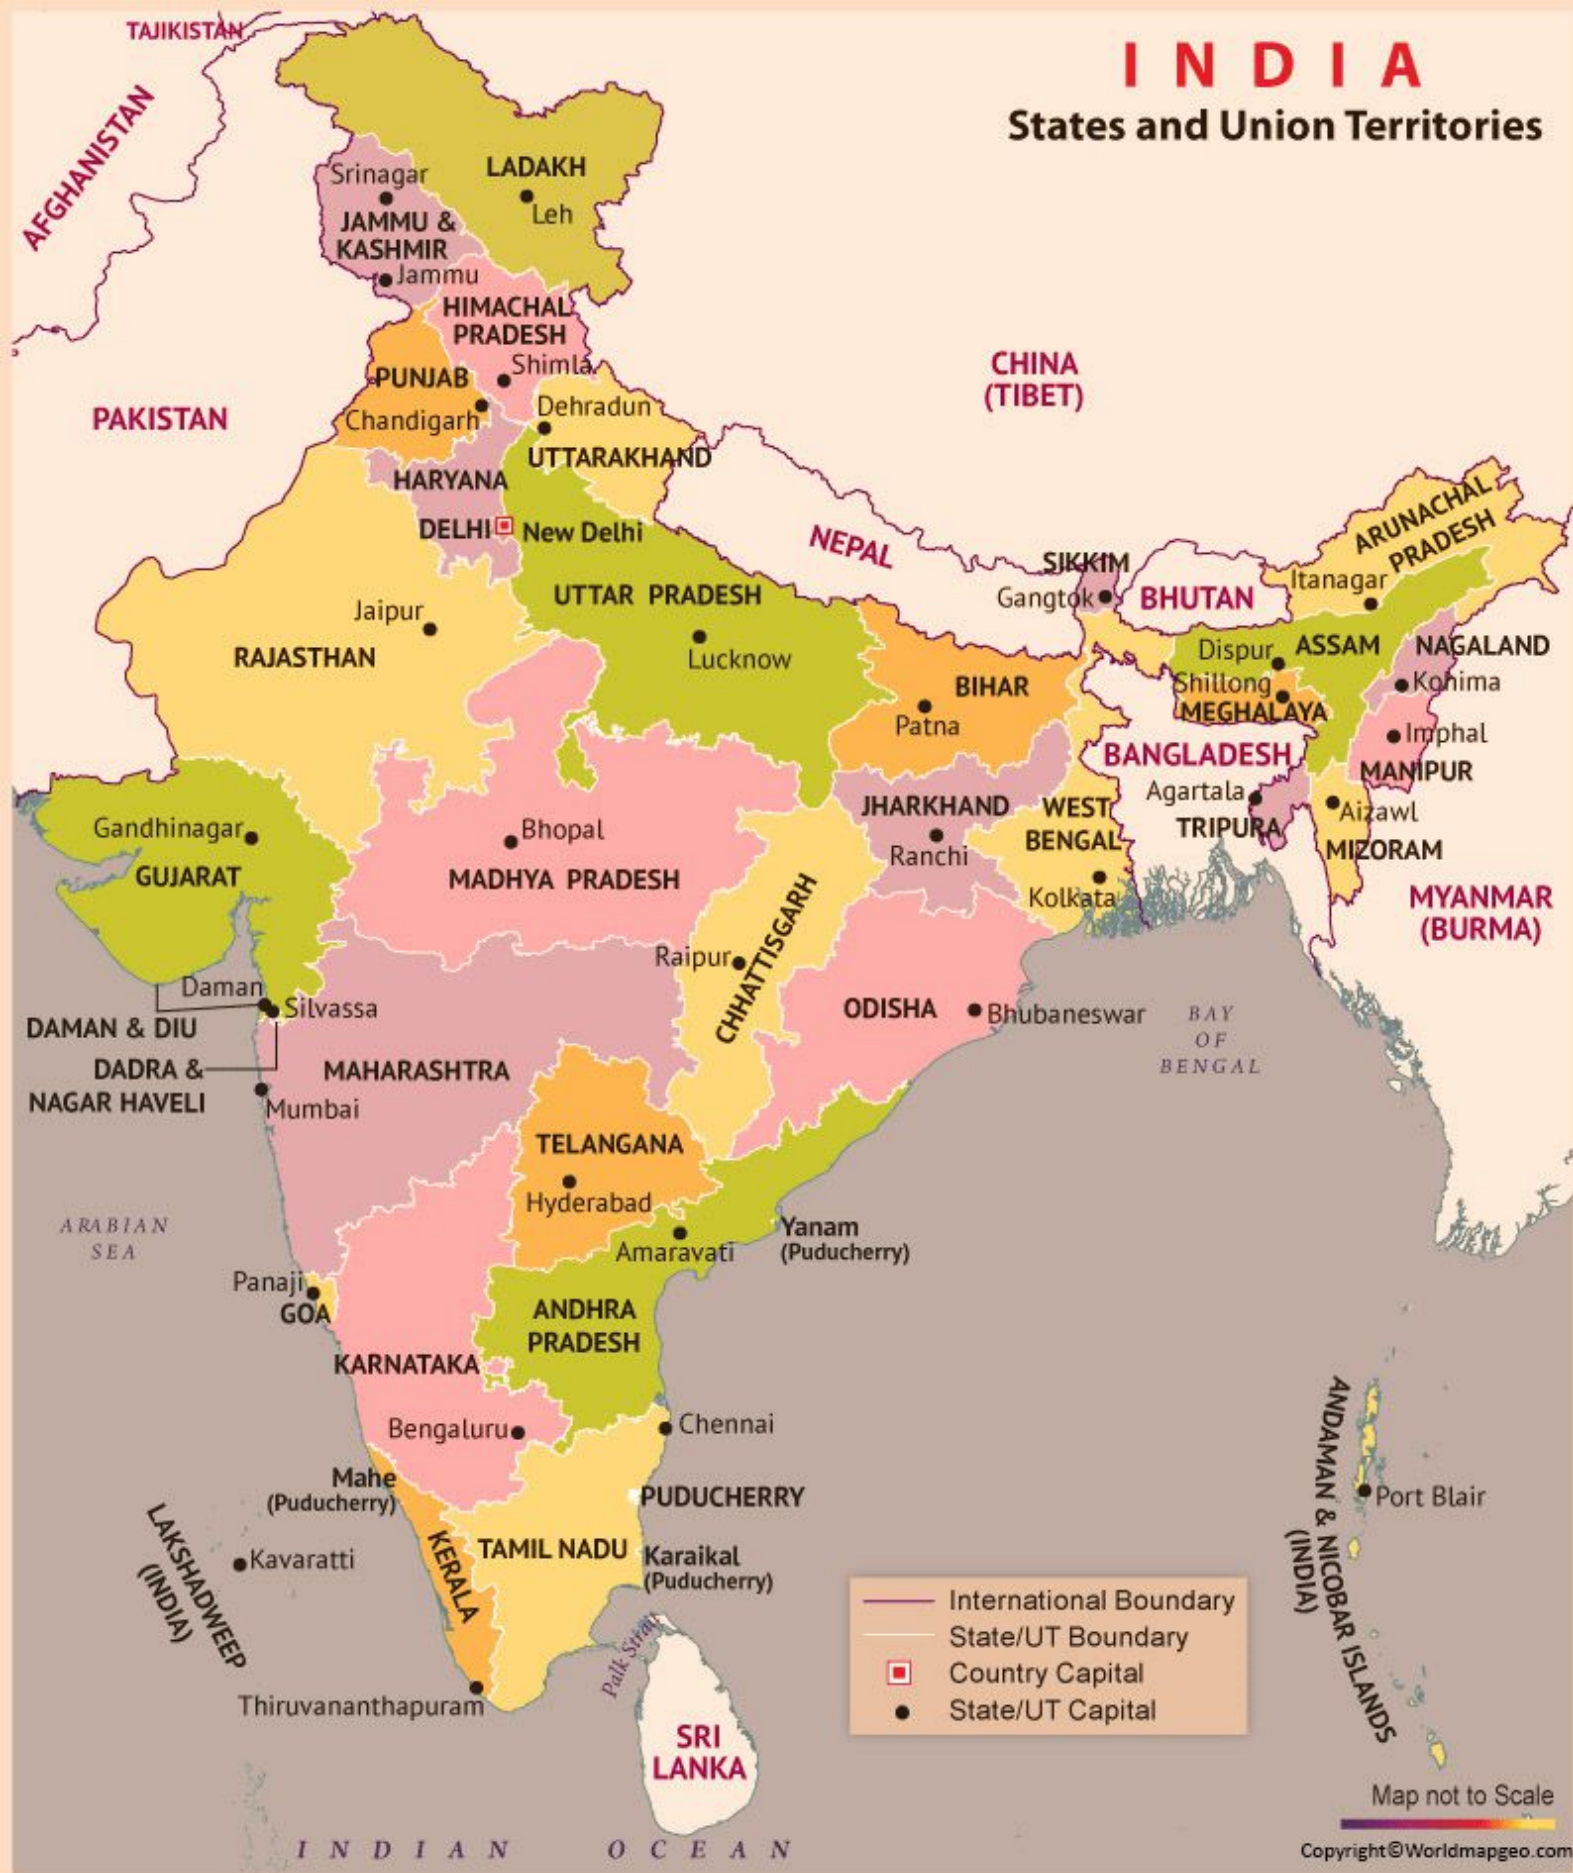 INDIA
States and Union Territories
TAJIKISTAN
AFGHANISTAN
LADAKH
Leh
Srinagar
JAMMU &
KASHMIR
Jammu
HIMACHAL
PRADESH
Shimla
PUNJAB
Chandigarh
Dehradun
UTTARAKHAND
CHINA
(TIBET)
PAKISTAN
HARYANA
DELHI
New Delhi
NEPAL
SIKKIM
Gangtok
BHUTAN
ARUNACHAL
PRADESH
Itanagar
UTTAR PRADESH
Lucknow
Jaipur
RAJASTHAN
BIHAR
Patna
Dispur
ASSAM
NAGALAND
Kohima
Shillong
MEGHALAYA
Imphal
MANIPUR
BANGLADESH
Agartala
TRIPURA
Aizawl
MIZORAM
MYANMAR
(BURMA)
Gandhinagar
GUJARAT
Bhopal
MADHYA PRADESH
JHARKHAND
Ranchi
WEST
BENGAL
Kolkata
Raipur
CHHATTISGARH
ODISHA
Bhubaneswar
BAY
OF
BENGAL
Daman
Silvassa
DAMAN & DIU
DADRA &
NAGAR HAVELI
MAHARASHTRA
Mumbai
TELANGANA
Hyderabad
ARABIAN
SEA
Amaravati
Yanam
(Puducherry)
Panaji
GOA
ANDHRA
PRADESH
KARNATAKA
Bengaluru
Chennai
Mahe
(Puducherry)
PUDUCHERRY
LAKSHADWEEP
(INDIA)
Kavaratti
KERALA
TAMIL NADU
Karaikal
(Puducherry)
ANDAMAN & NICOBAR ISLANDS
(INDIA)
Port Blair
Thiruvananthapuram
Palk Strait
SRI
LANKA
International Boundary
State/UT Boundary
Country Capital
State/UT Capital
INDIAN OCEAN
Map not to Scale
Copyright©Worldmapgeo.com